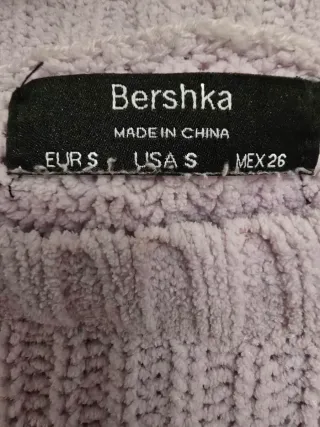 Bershka
MADE IN CHINA
EUR S USA S MEX 26